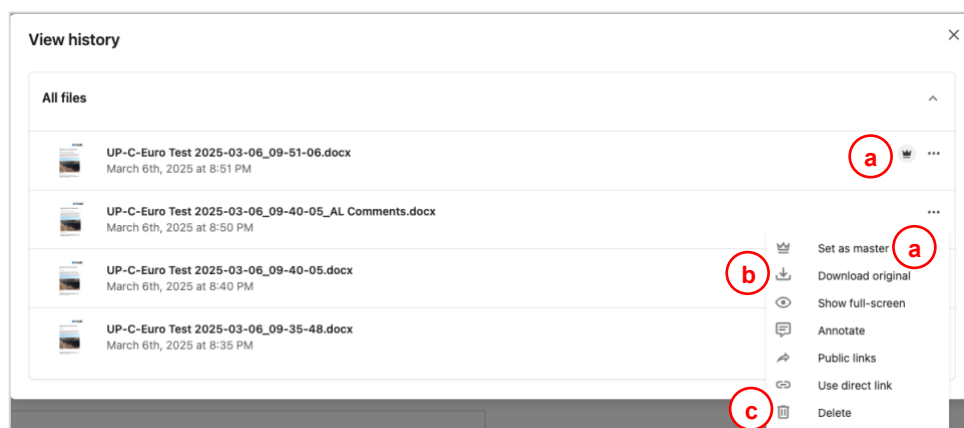 View history
All files
UP-C-Euro Test 2025-03-06_09-51-06.docx
March 6th, 2025 at 8:51 PM
a
UP-C-Euro Test 2025-03-06_09-40-05_AL Comments.docx
March 6th, 2025 at 8:50 PM
Set as master
a
b
Download original
UP-C-Euro Test 2025-03-06_09-40-05.docx
March 6th, 2025 at 8:40 PM
Show full-screen
Annotate
UP-C-Euro Test 2025-03-06_09-35-48.docx
March 6th, 2025 at 8:35 PM
Public links
Use direct link
c
Delete